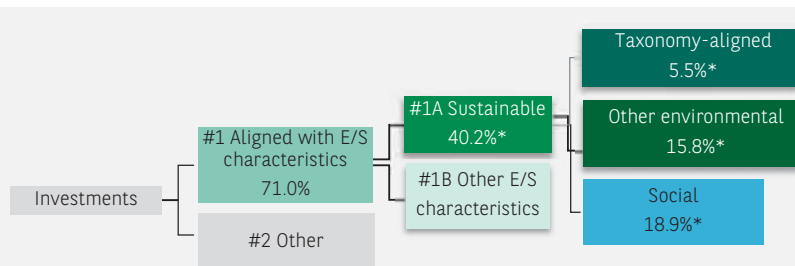 Investments
#1 Aligned with E/S
characteristics
71.0%
#2 Other
#1A Sustainable
40.2%*
#1B Other E/S
characteristics
Taxonomy-aligned
5.5%*
Other environmental
15.8%*
Social
18.9%*